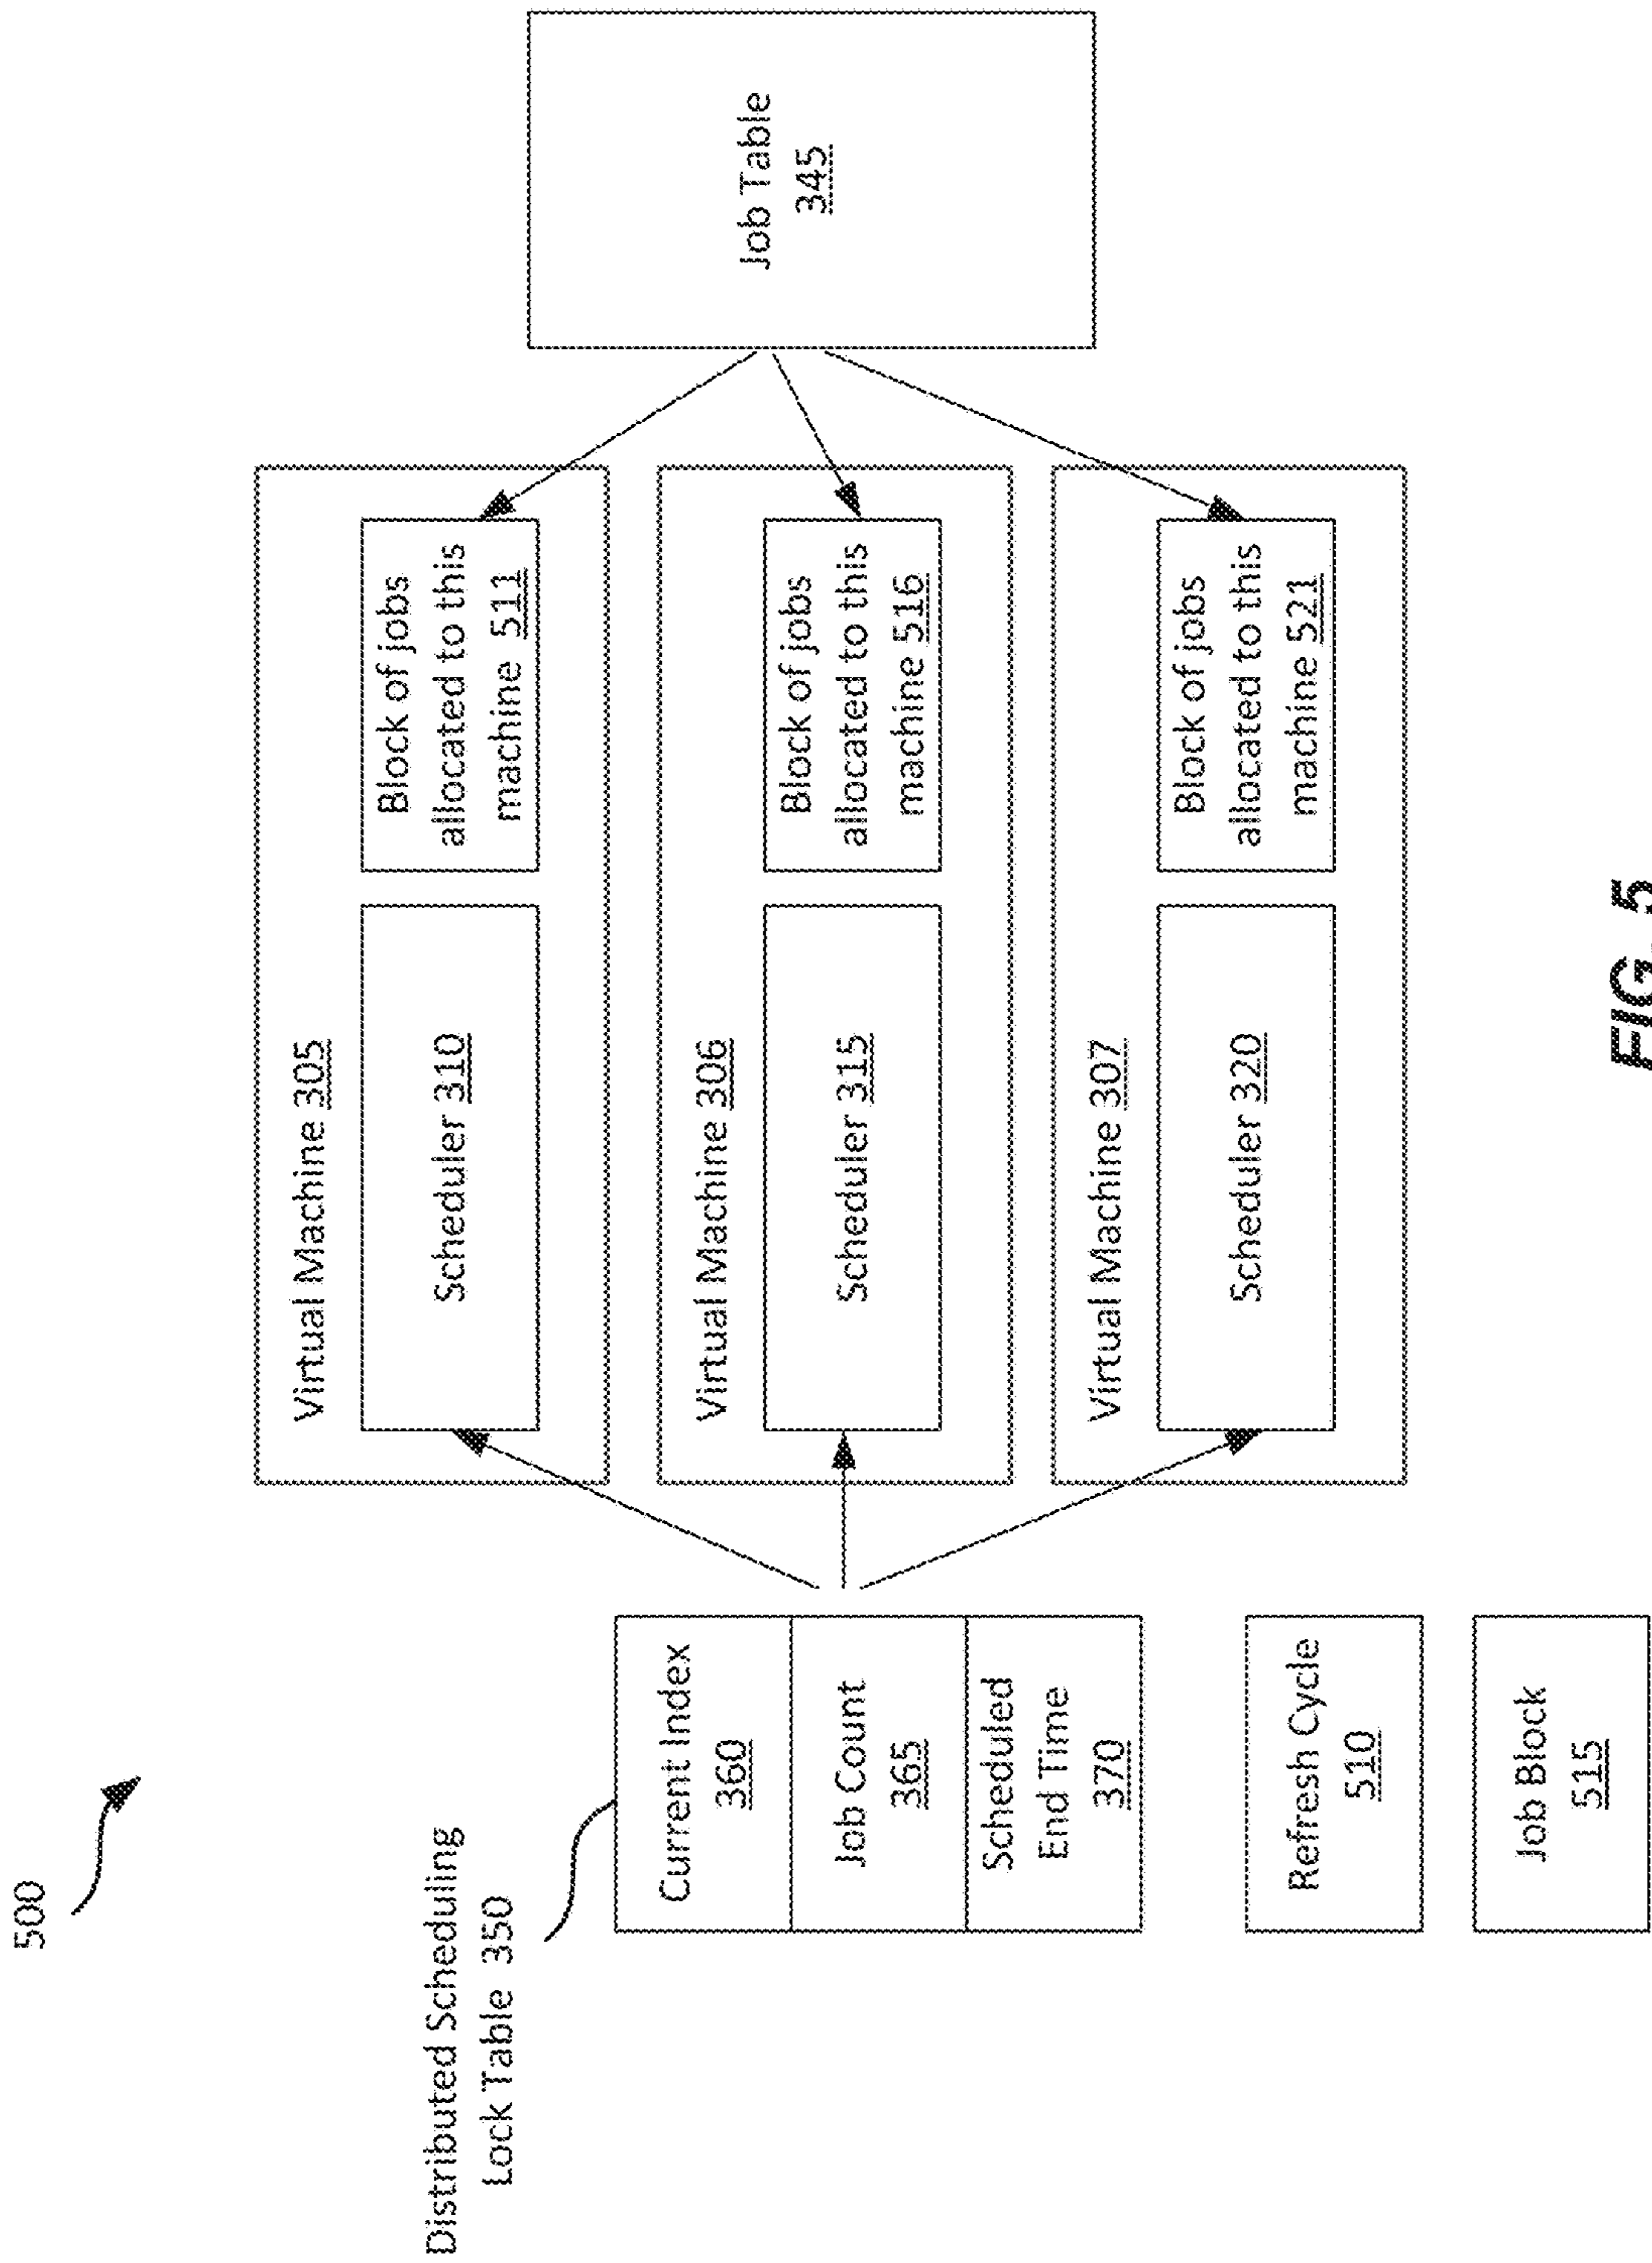 500
Distributed Scheduling
Lock Table 350
Current Index
360
Job Count
365
Scheduled
End Time
370
Refresh Cycle
510
Job Block
515
Virtual Machine 305
Scheduler 310
Block of jobs
allocated to this
machine 511
Virtual Machine 306
Scheduler 315
Block of jobs
allocated to this
machine 516
Virtual Machine 307
Scheduler 320
Block of jobs
allocated to this
machine 521
Job Table
345
FIG. 5